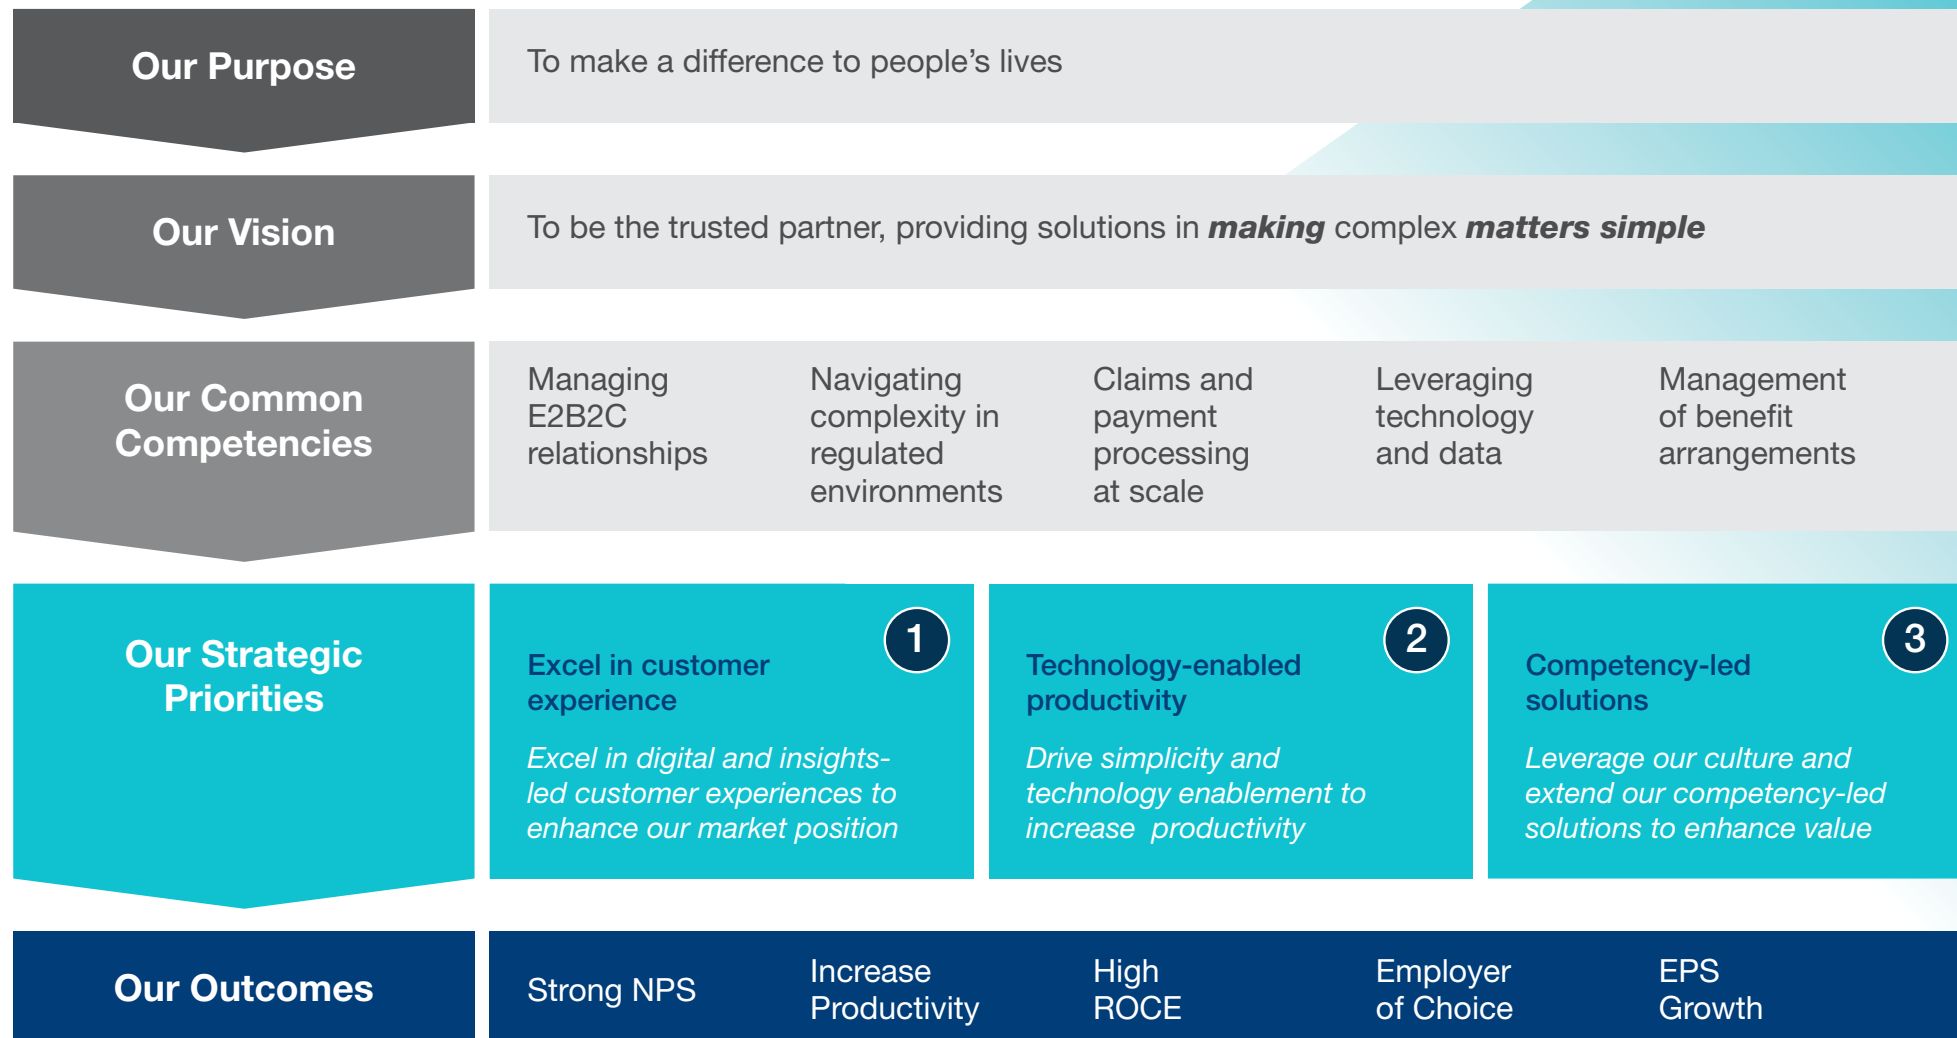 Our Purpose
To make a difference to people’s lives
Our Vision
To be the trusted partner, providing solutions in making complex matters simple
Our Common
Competencies
Managing
E2B2C
relationships
Navigating
complexity in
regulated
environments
Claims and
payment
processing
at scale
Leveraging
technology
and data
Management
of benefit
arrangements
Our Strategic
Priorities
1
Excel in customer
experience
Excel in digital and insights-
led customer experiences to
enhance our market position
2
Technology-enabled
productivity
Drive simplicity and
technology enablement to
increase productivity
3
Competency-led
solutions
Leverage our culture and
extend our competency-led
solutions to enhance value
Our Outcomes
Strong NPS
Increase
Productivity
High
ROCE
Employer
of Choice
EPS
Growth